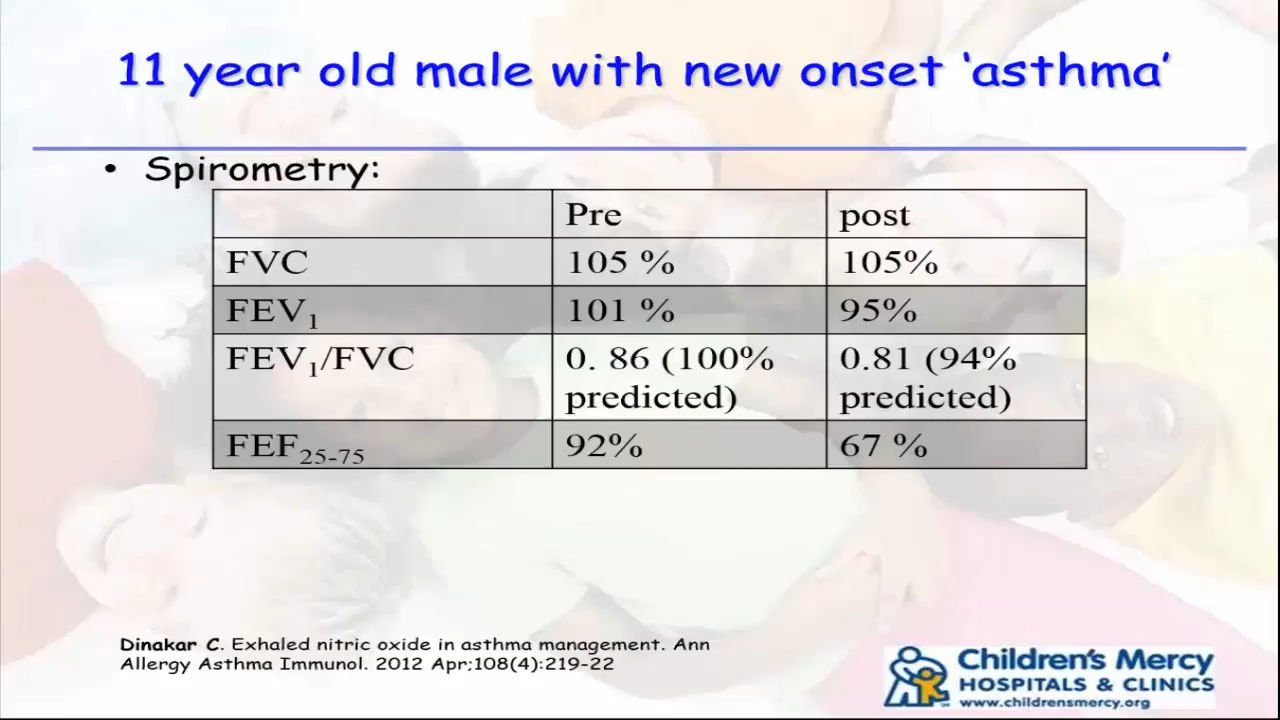 11 year old male with new onset ‘asthma’
• Spirometry:
Pre post
FVC 105 % 105%
FEV1 101 % 95%
FEV1/FVC 0. 86 (100% predicted) 0.81 (94% predicted)
FEF25-75 92% 67 %
Dinakar C. Exhaled nitric oxide in asthma management. Ann
Allergy Asthma Immunol. 2012 Apr;108(4):219-22
Children's Mercy
HOSPITALS & CLINICS
www.childrensmercy.org